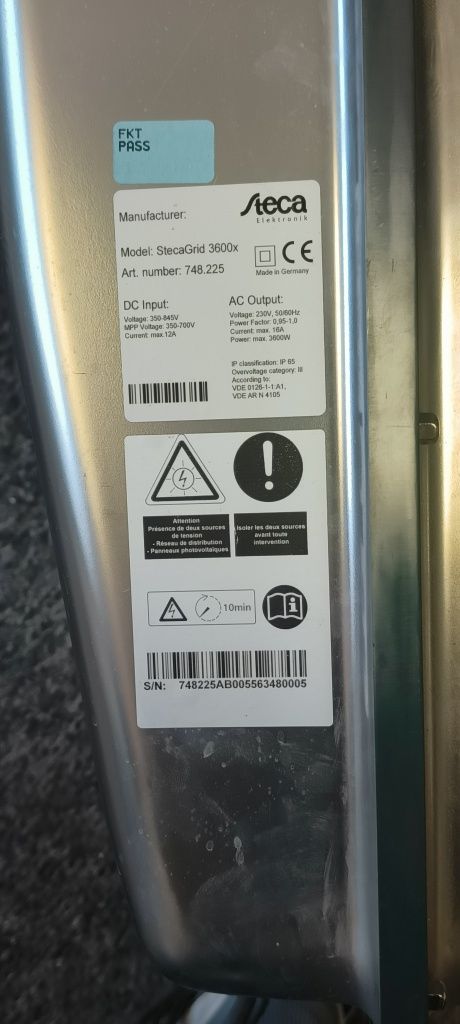 FKT
PASS
Steca
Elektronik
Manufacturer:
Model: StecaGrid 3600x
Art. number: 748.225
CE
Made in Germany
DC Input:
Voltage: 350-845V
MPP Voltage: 350-700V
Current: max.12A
AC Output:
Voltage: 230V, 50/60Hz
Power Factor: 0,95-1,0
Current: max. 16A
Power: max. 3600W
IP classification: IP 65
Overvoltage category: III
According to:
VDE 0126-1-1:A1,
VDE AR N 4105
Attention
Présence de deux sources
de tension
- Réseau de distribution
- Panneaux photovoltaïques
Isoler les deux sources
avant toute
intervention
10min
S/N: 748225AB005563480005